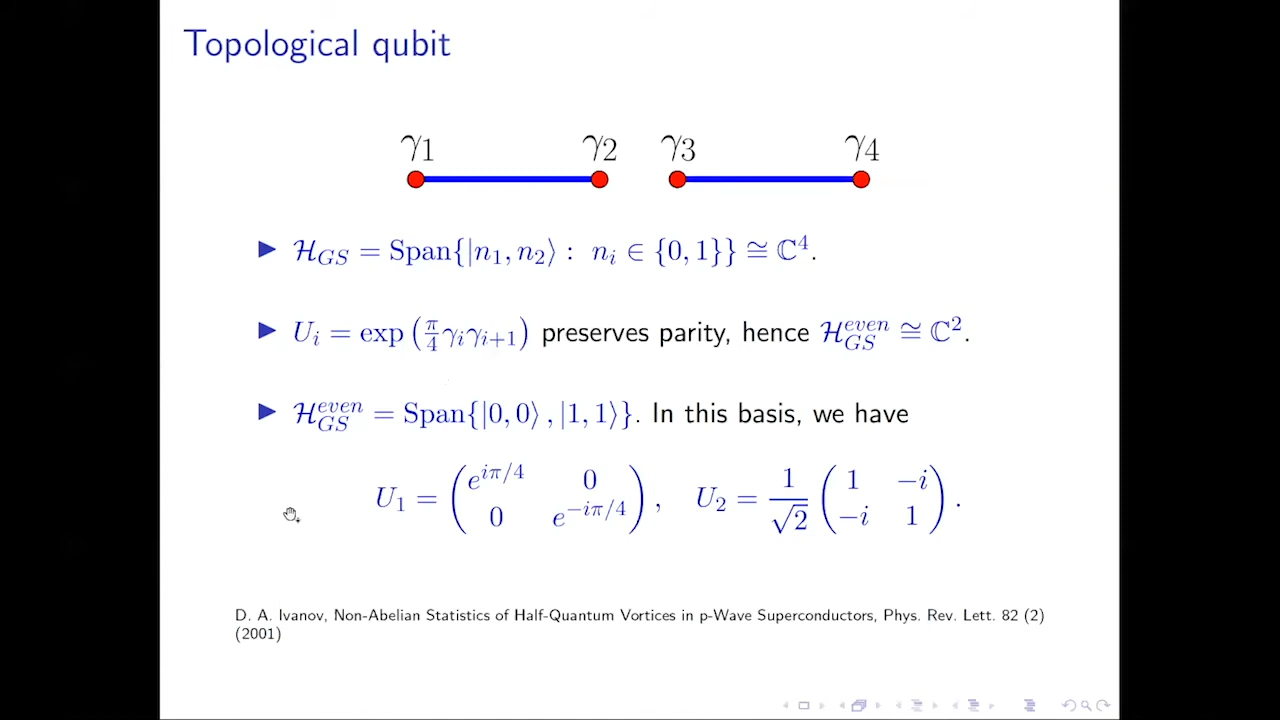 Topological qubit
γ1 γ2 γ3 γ4
▶ ℋ_GS = Span{|n₁, n₂⟩ : n_i ∈ {0, 1}} ≅ ℂ⁴.
▶ U_i = exp(π/4 γ_iγ_{i+1}) preserves parity, hence ℋ_GS^even ≅ ℂ².
▶ ℋ_GS^even = Span{|0, 0⟩, |1, 1⟩}. In this basis, we have
U₁ = (e^{iπ/4} 0 ; 0 e^{−iπ/4}), U₂ = 1/√2 (1 −i ; −i 1).
D. A. Ivanov, Non-Abelian Statistics of Half-Quantum Vortices in p-Wave Superconductors, Phys. Rev. Lett. 82 (2)
(2001)